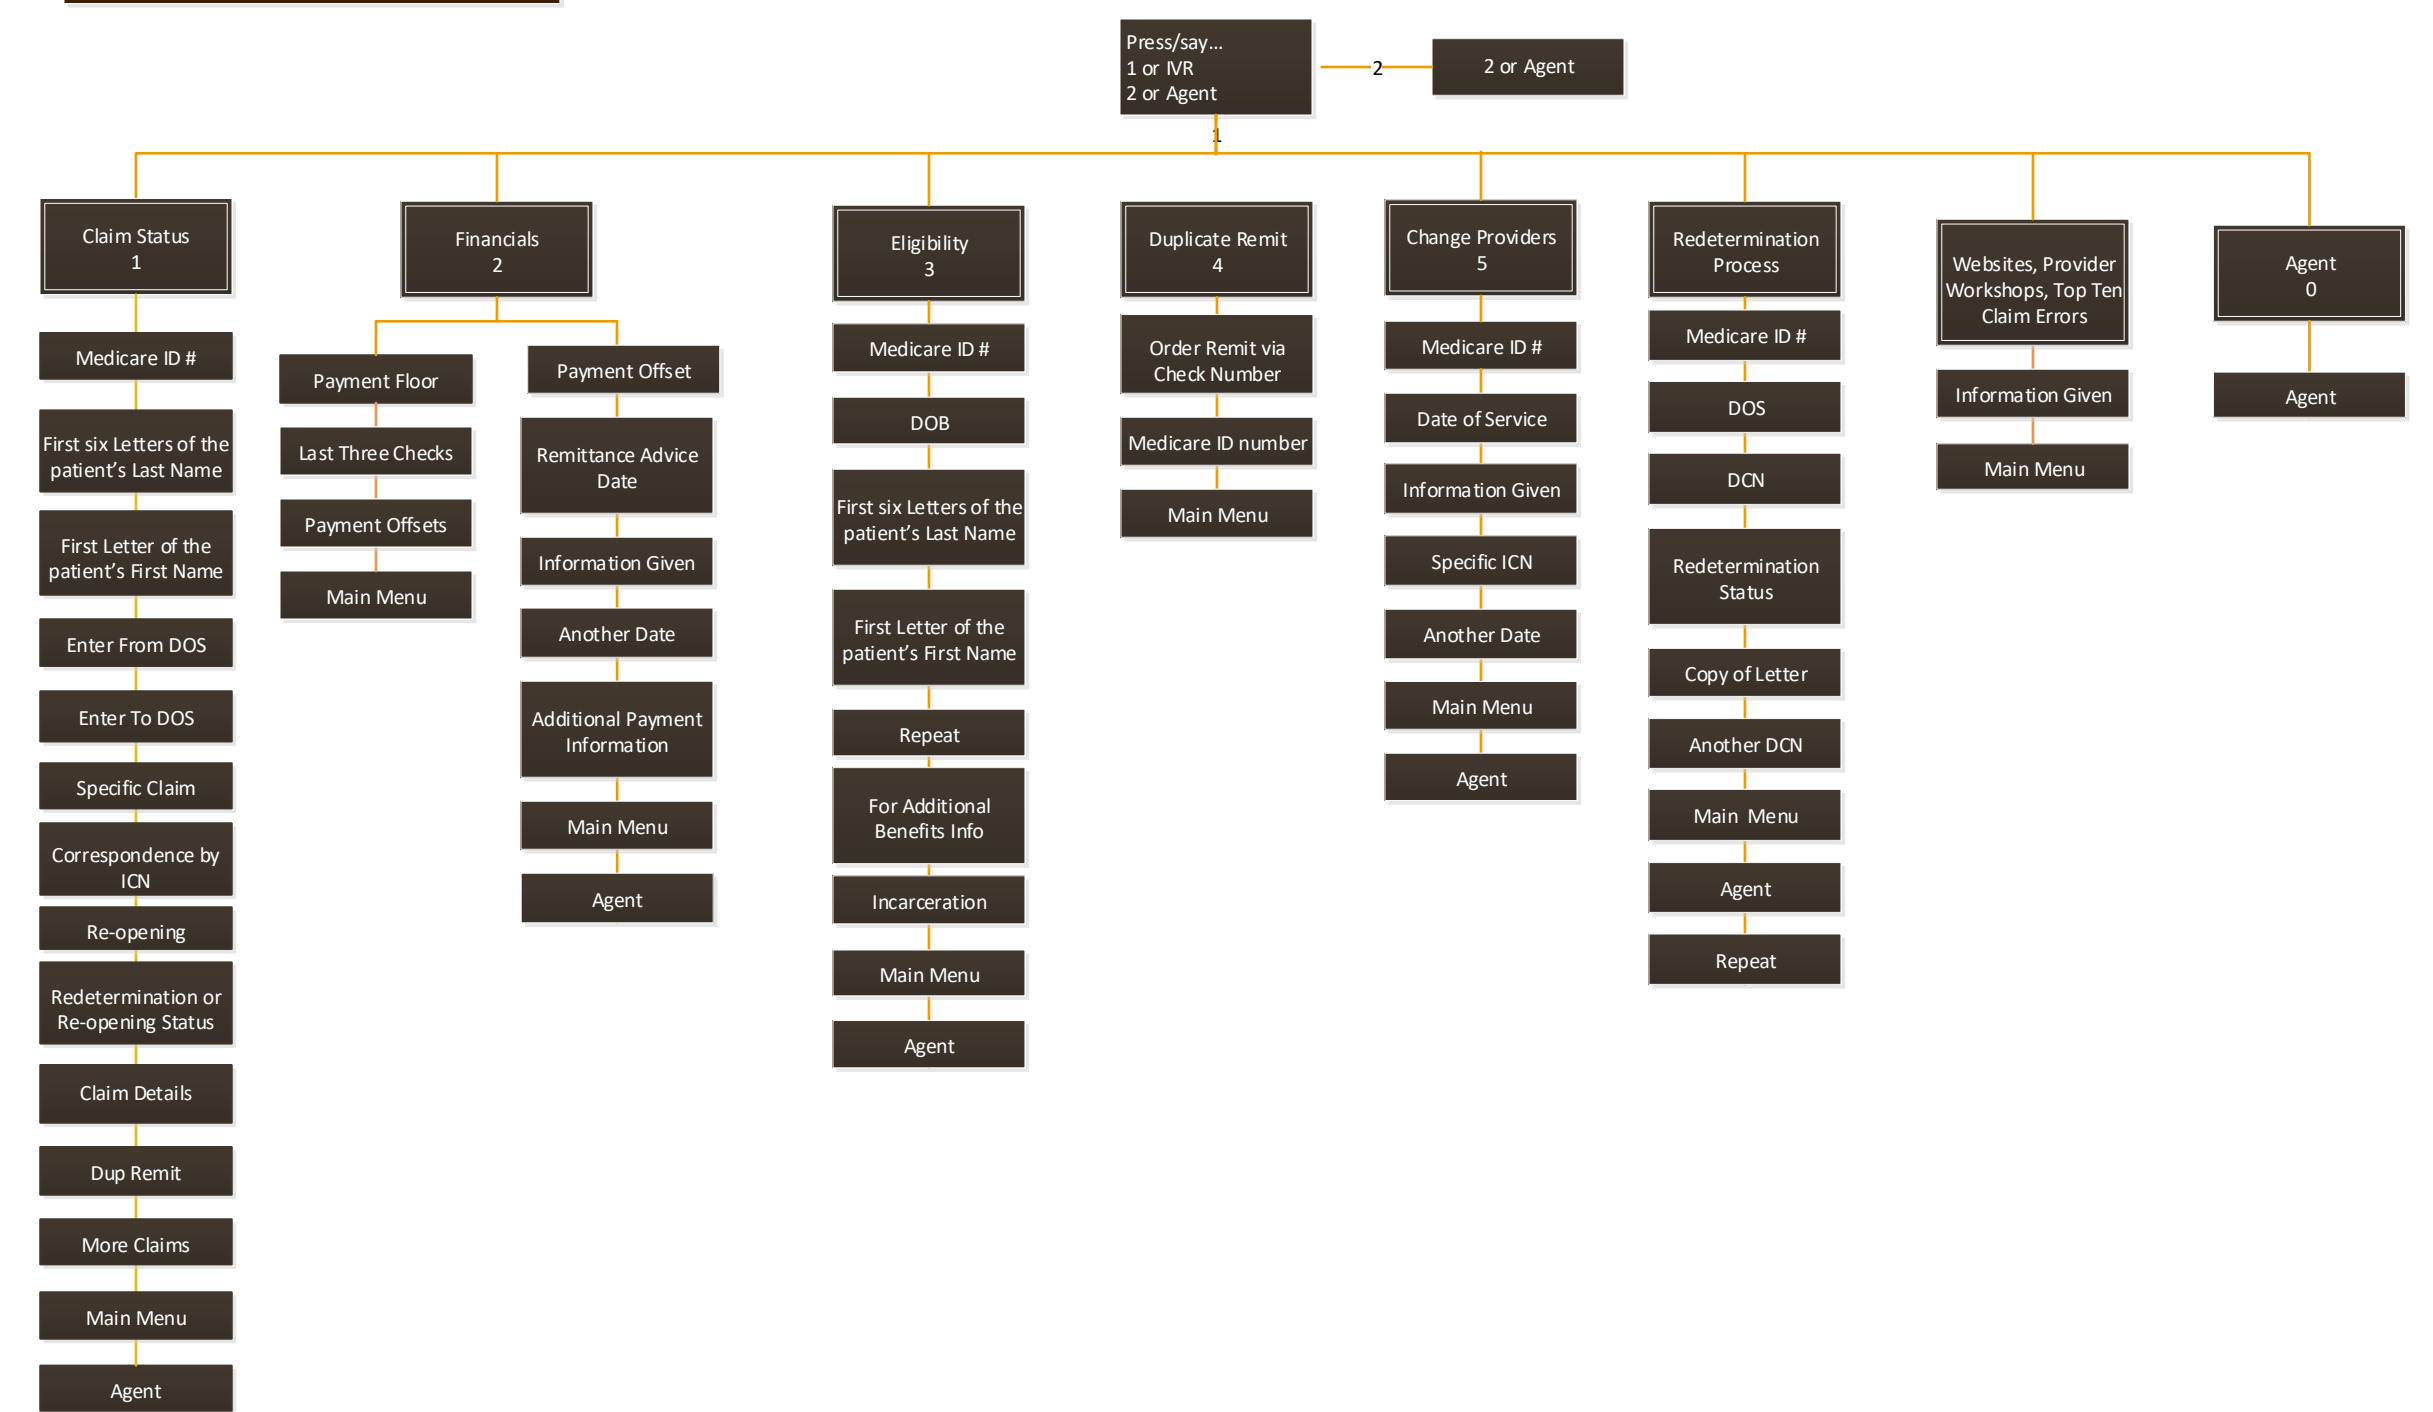 Press/say...
1 or IVR
2 or Agent
2
2 or Agent
1
Claim Status
1
Medicare ID #
First six Letters of the
patient's Last Name
First Letter of the
patient's First Name
Enter From DOS
Enter To DOS
Specific Claim
Correspondence by
ICN
Re-opening
Redetermination or
Re-opening Status
Claim Details
Dup Remit
More Claims
Main Menu
Agent
Financials
2
Payment Floor
Last Three Checks
Payment Offsets
Main Menu
Payment Offset
Remittance Advice
Date
Information Given
Another Date
Additional Payment
Information
Main Menu
Agent
Eligibility
3
Medicare ID #
DOB
First six Letters of the
patient's Last Name
First Letter of the
patient's First Name
Repeat
For Additional
Benefits Info
Incarceration
Main Menu
Agent
Duplicate Remit
4
Order Remit via
Check Number
Medicare ID number
Main Menu
Change Providers
5
Medicare ID #
Date of Service
Information Given
Specific ICN
Another Date
Main Menu
Agent
Redetermination
Process
Medicare ID #
DOS
DCN
Redetermination
Status
Copy of Letter
Another DCN
Main  Menu
Agent
Repeat
Websites, Provider
Workshops, Top Ten
Claim Errors
Information Given
Main Menu
Agent
0
Agent